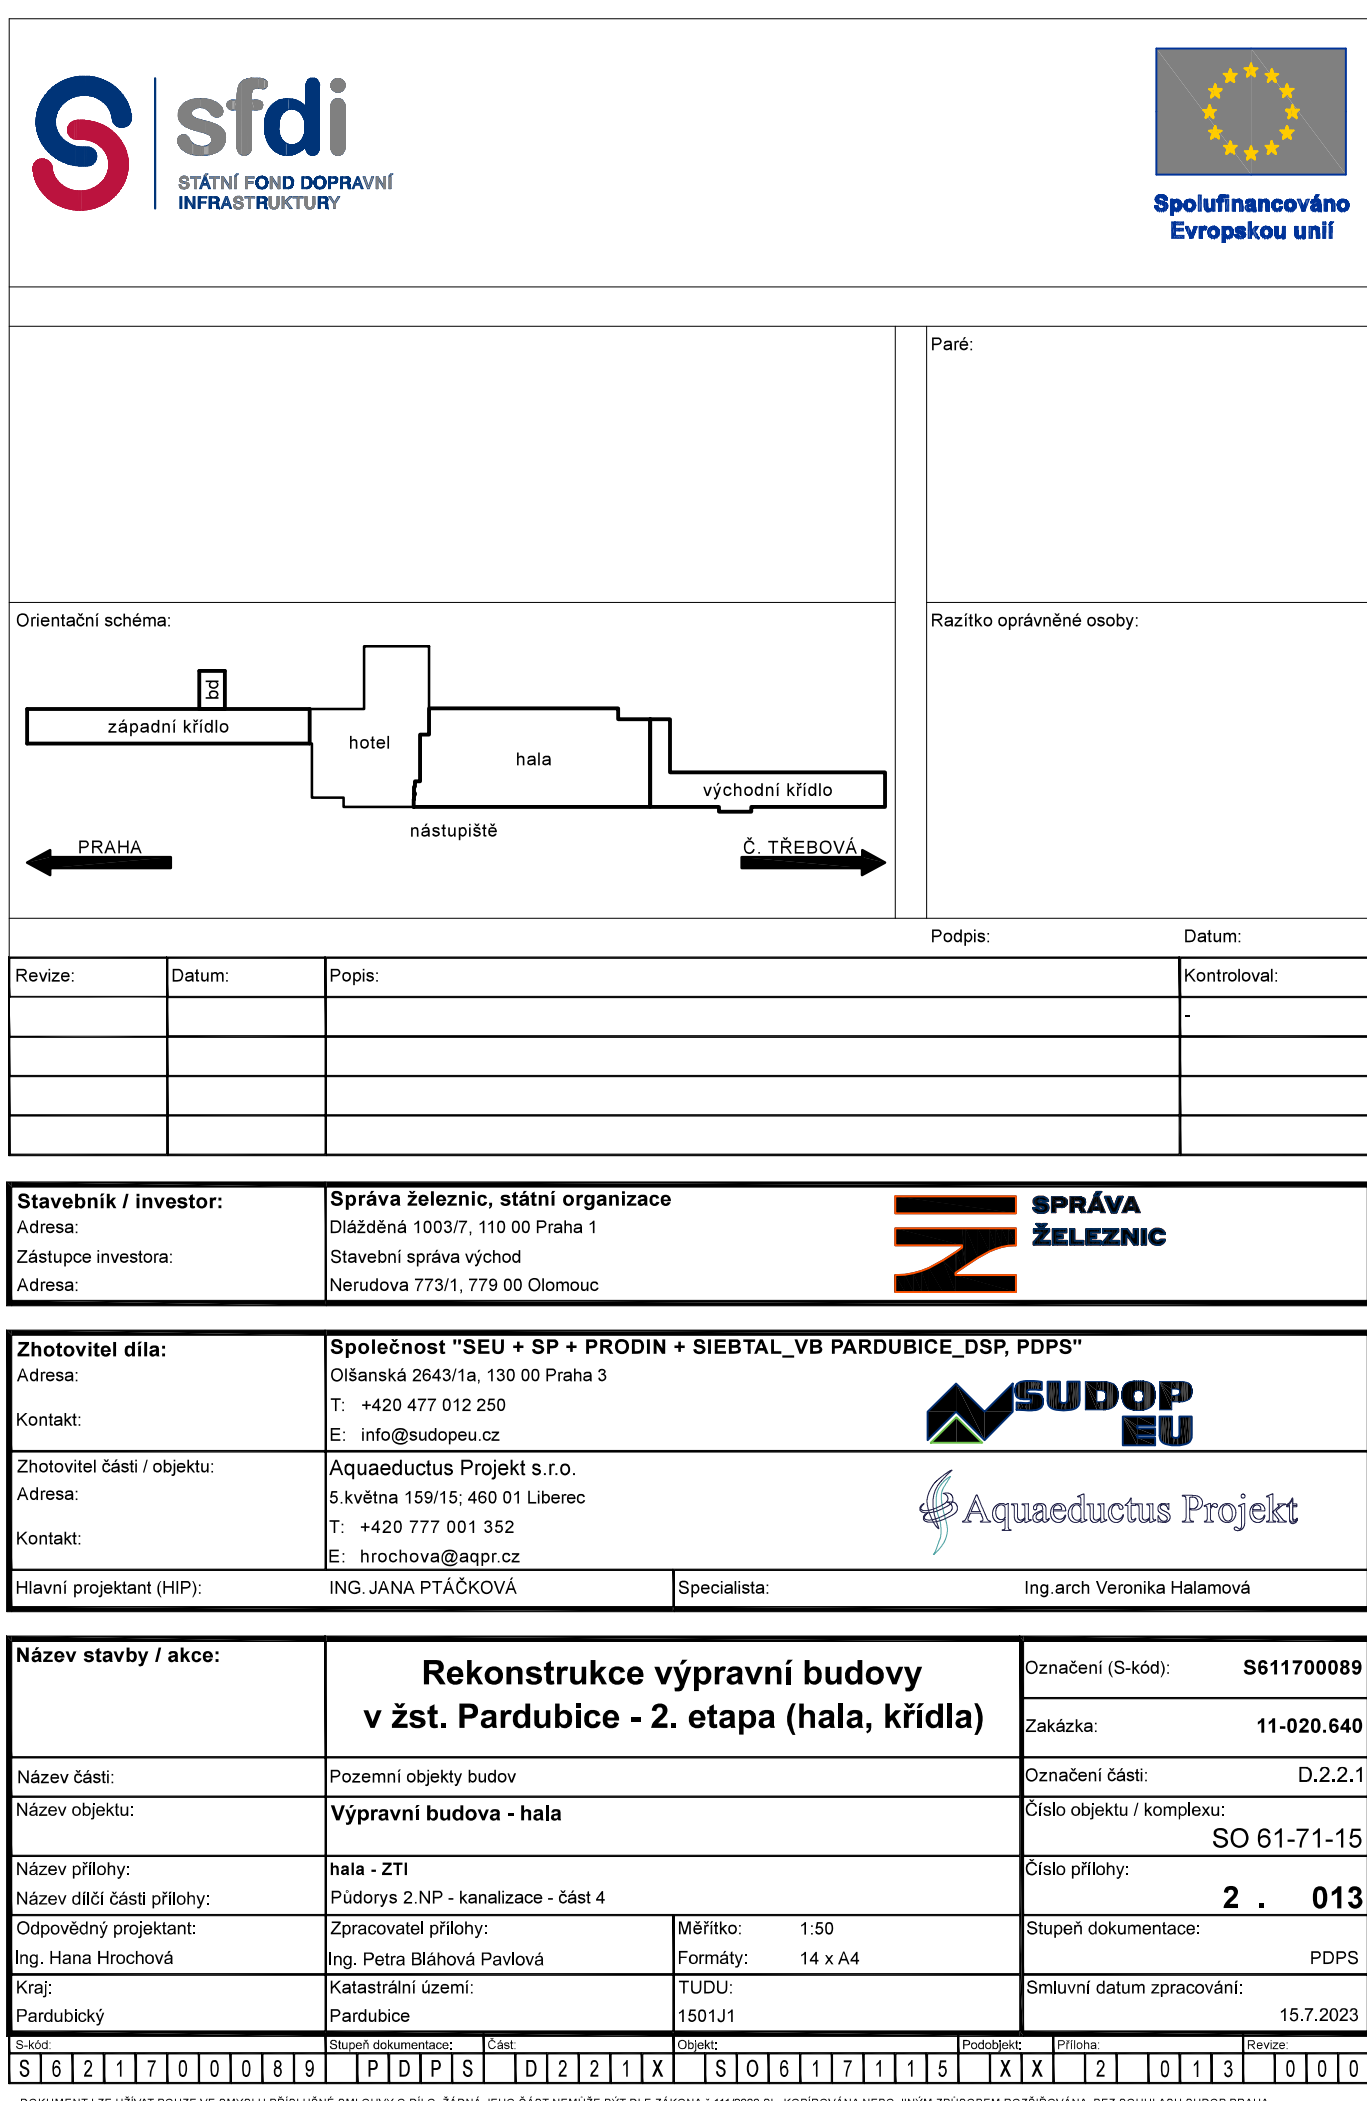 sfdi
STÁTNÍ FOND DOPRAVNÍ
INFRASTRUKTURY
Spolufinancováno
Evropskou unií
Paré:
Orientační schéma:
Razítko oprávněné osoby:
bd
západní křídlo
hotel
hala
východní křídlo
nástupiště
PRAHA
Č. TŘEBOVÁ
Podpis:
Datum:
Revize: Datum: Popis: Kontroloval:
-
Stavebník / investor: Správa železnic, státní organizace
Adresa: Dlážděná 1003/7, 110 00 Praha 1
Zástupce investora: Stavební správa východ
Adresa: Nerudova 773/1, 779 00 Olomouc
SPRÁVA
ŽELEZNIC
Zhotovitel díla: Společnost "SEU + SP + PRODIN + SIEBTAL_VB PARDUBICE_DSP, PDPS"
Adresa: Olšanská 2643/1a, 130 00 Praha 3
Kontakt: T: +420 477 012 250
E: info@sudopeu.cz
SUDOP
EU
Zhotovitel části / objektu: Aquaeductus Projekt s.r.o.
Adresa: 5.května 159/15; 460 01 Liberec
Kontakt: T: +420 777 001 352
E: hrochova@aqpr.cz
Aquaeductus Projekt
Hlavní projektant (HIP): ING. JANA PTÁČKOVÁ Specialista: Ing.arch Veronika Halamová
Název stavby / akce: Rekonstrukce výpravní budovy
v žst. Pardubice - 2. etapa (hala, křídla)
Označení (S-kód): S611700089
Zakázka: 11-020.640
Název části: Pozemní objekty budov Označení části: D.2.2.1
Název objektu: Výpravní budova - hala Číslo objektu / komplexu:
SO 61-71-15
Název přílohy: hala - ZTI Číslo přílohy:
Název dílčí části přílohy: Půdorys 2.NP - kanalizace - část 4 2 . 013
Odpovědný projektant: Zpracovatel přílohy: Měřítko: 1:50 Stupeň dokumentace:
Ing. Hana Hrochová Ing. Petra Bláhová Pavlová Formáty: 14 x A4 PDPS
Kraj: Katastrální území: TUDU: Smluvní datum zpracování:
Pardubický Pardubice 1501J1 15.7.2023
S-kód: Stupeň dokumentace: Část: Objekt: Podobjekt: Příloha: Revize:
S 6 2 1 7 0 0 0 8 9 P D P S D 2 2 1 X S O 6 1 7 1 1 5 X X 2 0 1 3 0 0 0